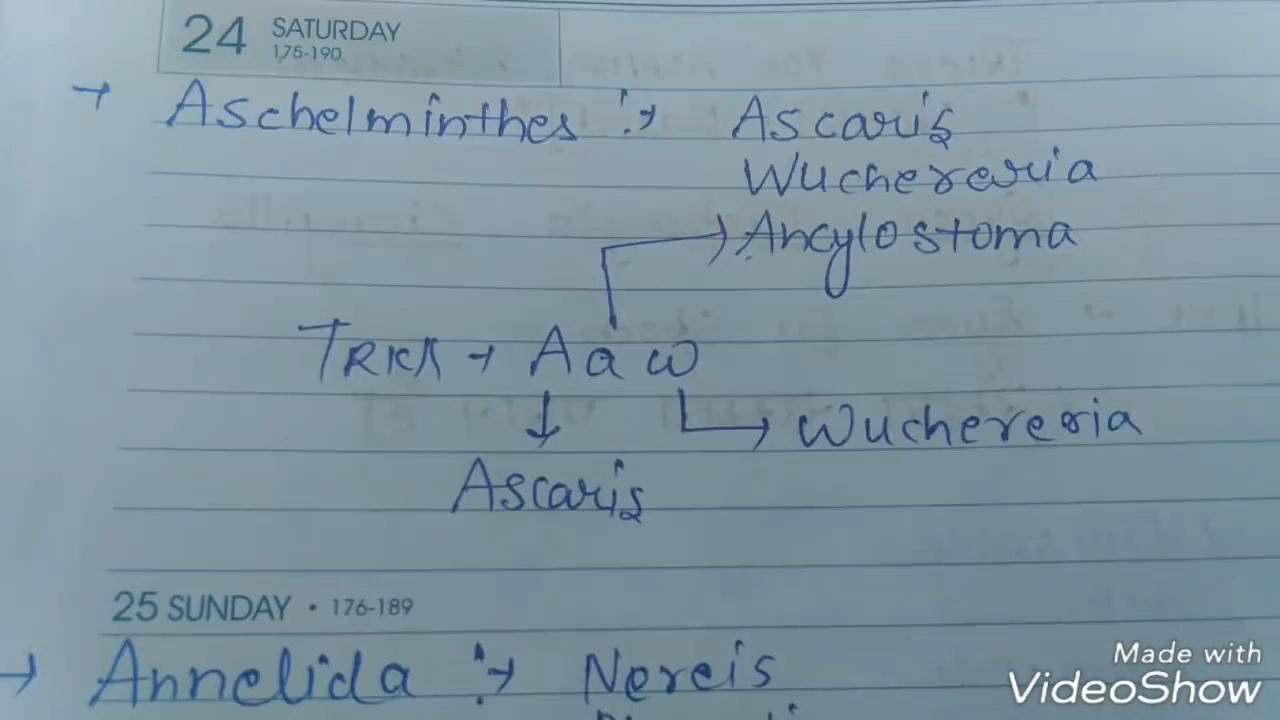 24 SATURDAY
175-190
→ Aschelminthes :→ Ascaris
Wuchereria
Ancylostoma
TRICK → A a w
Wuchereria
Ascaris
25 SUNDAY • 176-189
→ Annelida :→ Nereis
Made with
VideoShow